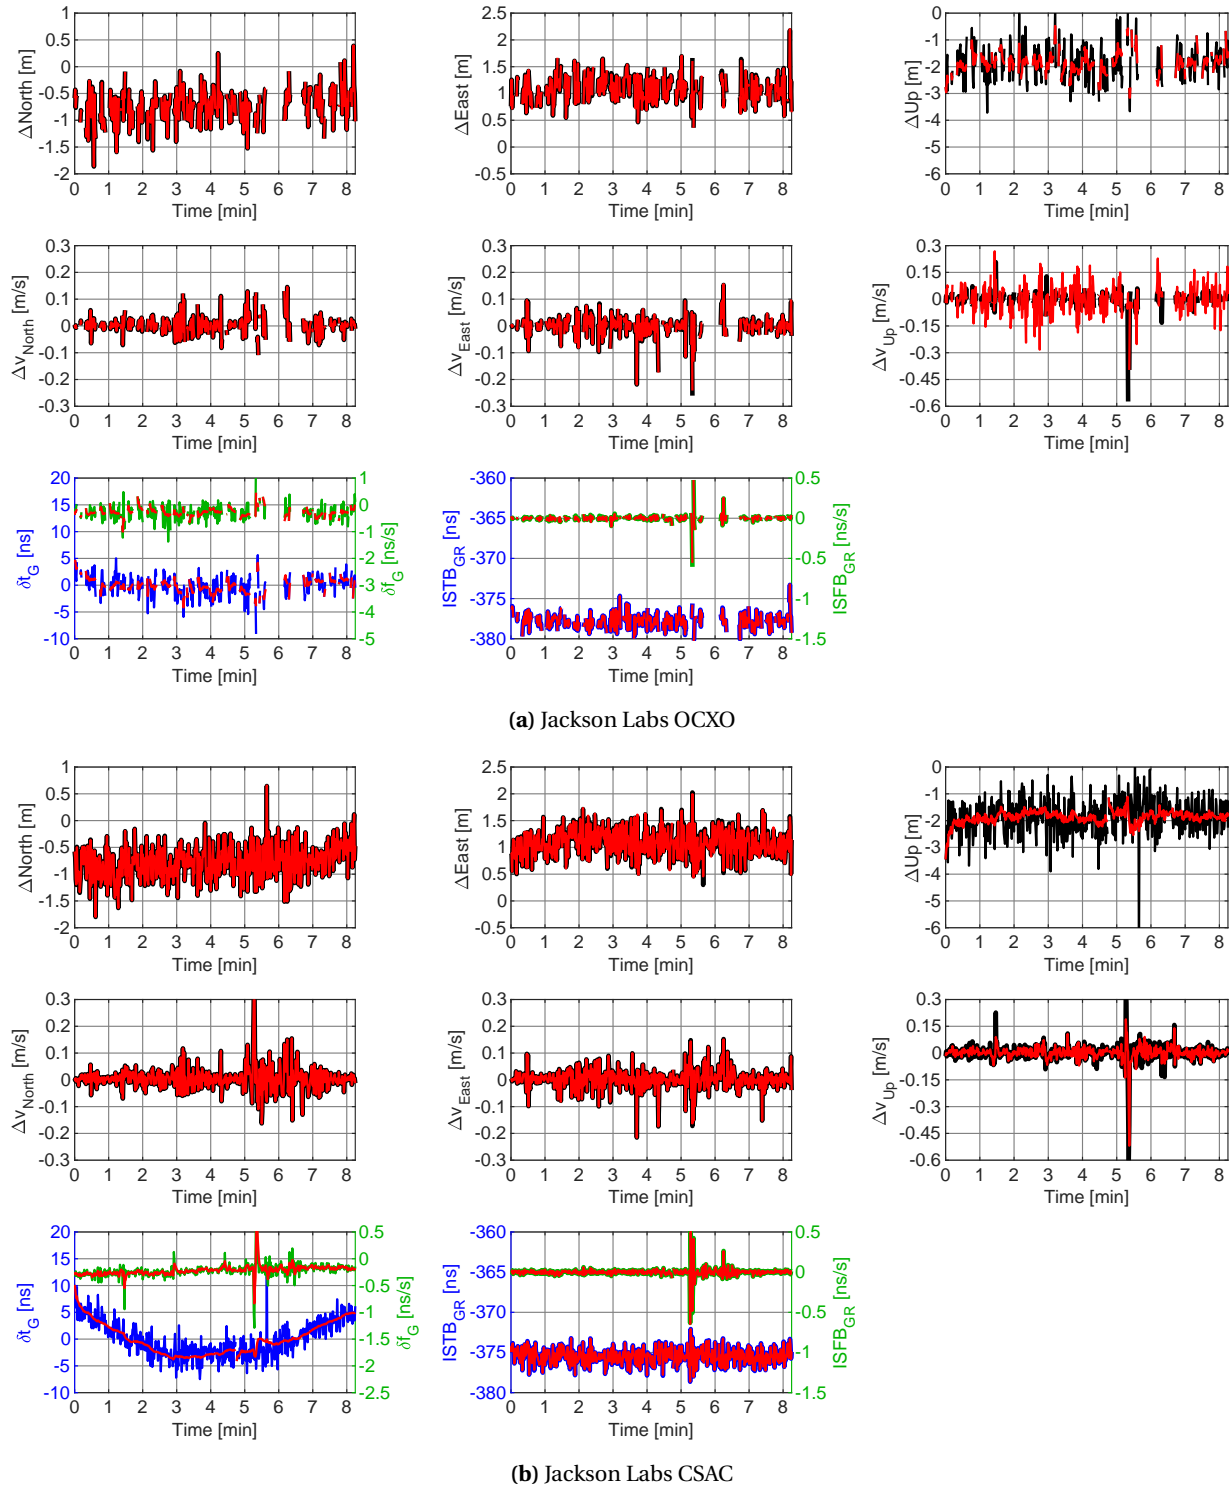 ΔNorth [m]
1
0.5
0
-0.5
-1
-1.5
-2
0 1 2 3 4 5 6 7 8
Time [min]
ΔEast [m]
2.5
2
1.5
1
0.5
0
-0.5
0 1 2 3 4 5 6 7 8
Time [min]
ΔUp [m]
0
-1
-2
-3
-4
-5
-6
0 1 2 3 4 5 6 7 8
Time [min]
Δv_North [m/s]
0.3
0.2
0.1
0
-0.1
-0.2
-0.3
0 1 2 3 4 5 6 7 8
Time [min]
Δv_East [m/s]
0.3
0.2
0.1
0
-0.1
-0.2
-0.3
0 1 2 3 4 5 6 7 8
Time [min]
Δv_Up [m/s]
0.3
0.15
0
-0.15
-0.3
-0.45
-0.6
0 1 2 3 4 5 6 7 8
Time [min]
δt_G [ns]
20
15
10
5
0
-5
-10
1
0
-1
-2
-3
-4
-5
δf_G [ns/s]
0 1 2 3 4 5 6 7 8
Time [min]
ISTB_GR [ns]
-360
-365
-370
-375
-380
0.5
0
-0.5
-1
-1.5
ISFB_GR [ns/s]
0 1 2 3 4 5 6 7 8
Time [min]
(a) Jackson Labs OCXO
ΔNorth [m]
1
0.5
0
-0.5
-1
-1.5
-2
0 1 2 3 4 5 6 7 8
Time [min]
ΔEast [m]
2.5
2
1.5
1
0.5
0
-0.5
0 1 2 3 4 5 6 7 8
Time [min]
ΔUp [m]
0
-1
-2
-3
-4
-5
-6
0 1 2 3 4 5 6 7 8
Time [min]
Δv_North [m/s]
0.3
0.2
0.1
0
-0.1
-0.2
-0.3
0 1 2 3 4 5 6 7 8
Time [min]
Δv_East [m/s]
0.3
0.2
0.1
0
-0.1
-0.2
-0.3
0 1 2 3 4 5 6 7 8
Time [min]
Δv_Up [m/s]
0.3
0.15
0
-0.15
-0.3
-0.45
-0.6
0 1 2 3 4 5 6 7 8
Time [min]
δt_G [ns]
20
15
10
5
0
-5
-10
0.5
0
-0.5
-1
-1.5
-2
-2.5
δf_G [ns/s]
0 1 2 3 4 5 6 7 8
Time [min]
ISTB_GR [ns]
-360
-365
-370
-375
-380
0.5
0
-0.5
-1
-1.5
ISFB_GR [ns/s]
0 1 2 3 4 5 6 7 8
Time [min]
(b) Jackson Labs CSAC